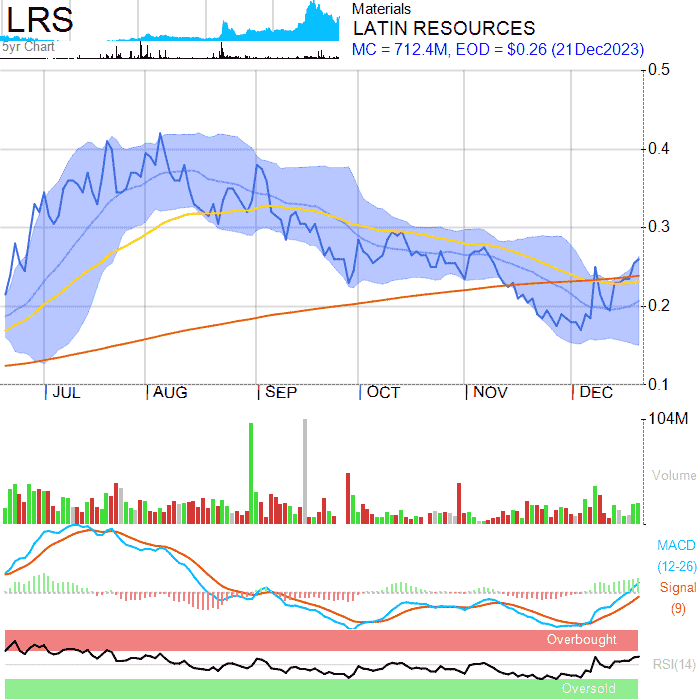 LRS
5yr Chart
Materials
LATIN RESOURCES
MC = 712.4M, EOD = $0.26 (21Dec2023)
0.5
0.4
0.3
0.2
0.1
JUL AUG SEP OCT NOV DEC
104M
Volume
MACD
(12-26)
Signal
(9)
Overbought
RSI(14)
Oversold